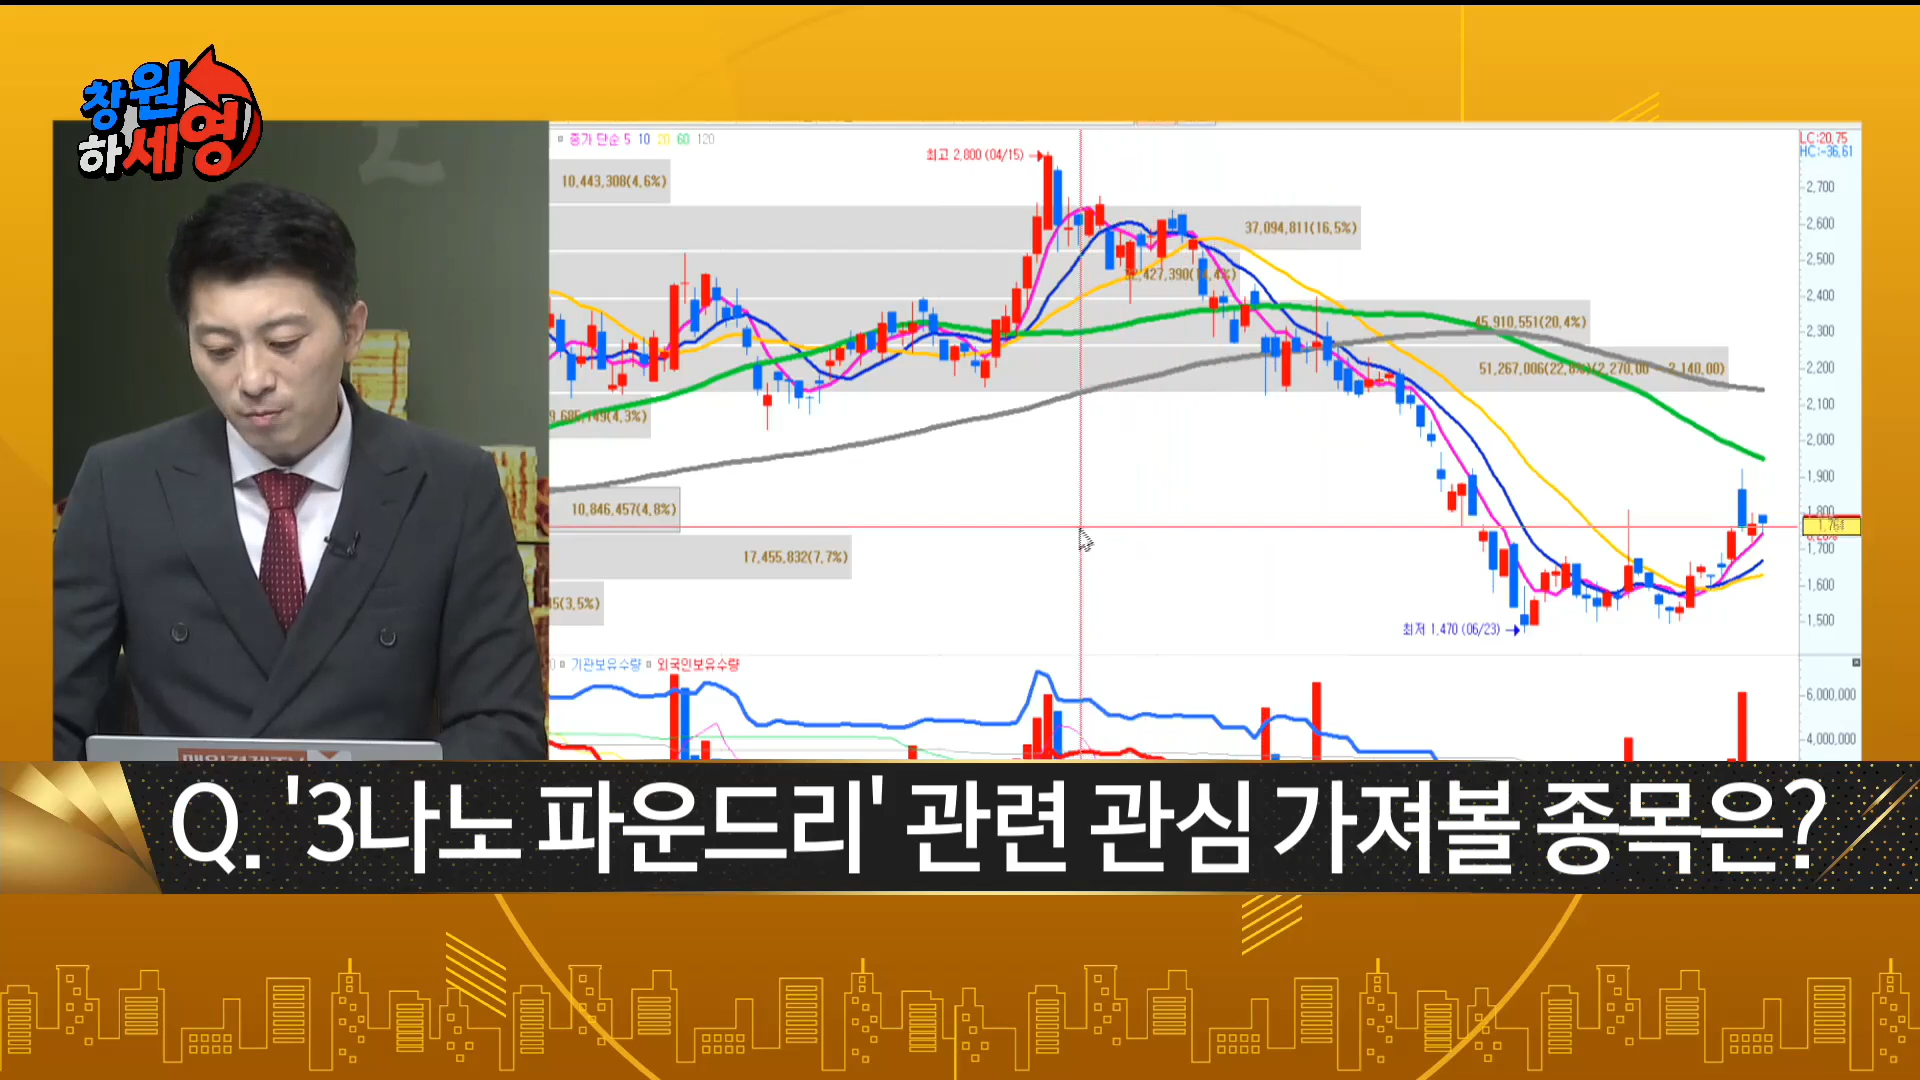 창원
하세영
종가 단순 5 10 20 60 120
최고 2,800 (04/15)
LC:20,75
HC:-36,61
10,443,308(4,6%)
37,094,811(16,5%)
45,910,551(20,4%)
10,846,457(4,8%)
17,455,832(7,7%)
최저 1,470 (06/23)
2,700
2,600
2,500
2,400
2,300
2,200
2,100
2,000
1,900
1,800
1,700
1,600
1,500
기관보유수량 외국인보유수량
6,000,000
4,000,000
Q. '3나노 파운드리' 관련 관심 가져볼 종목은?